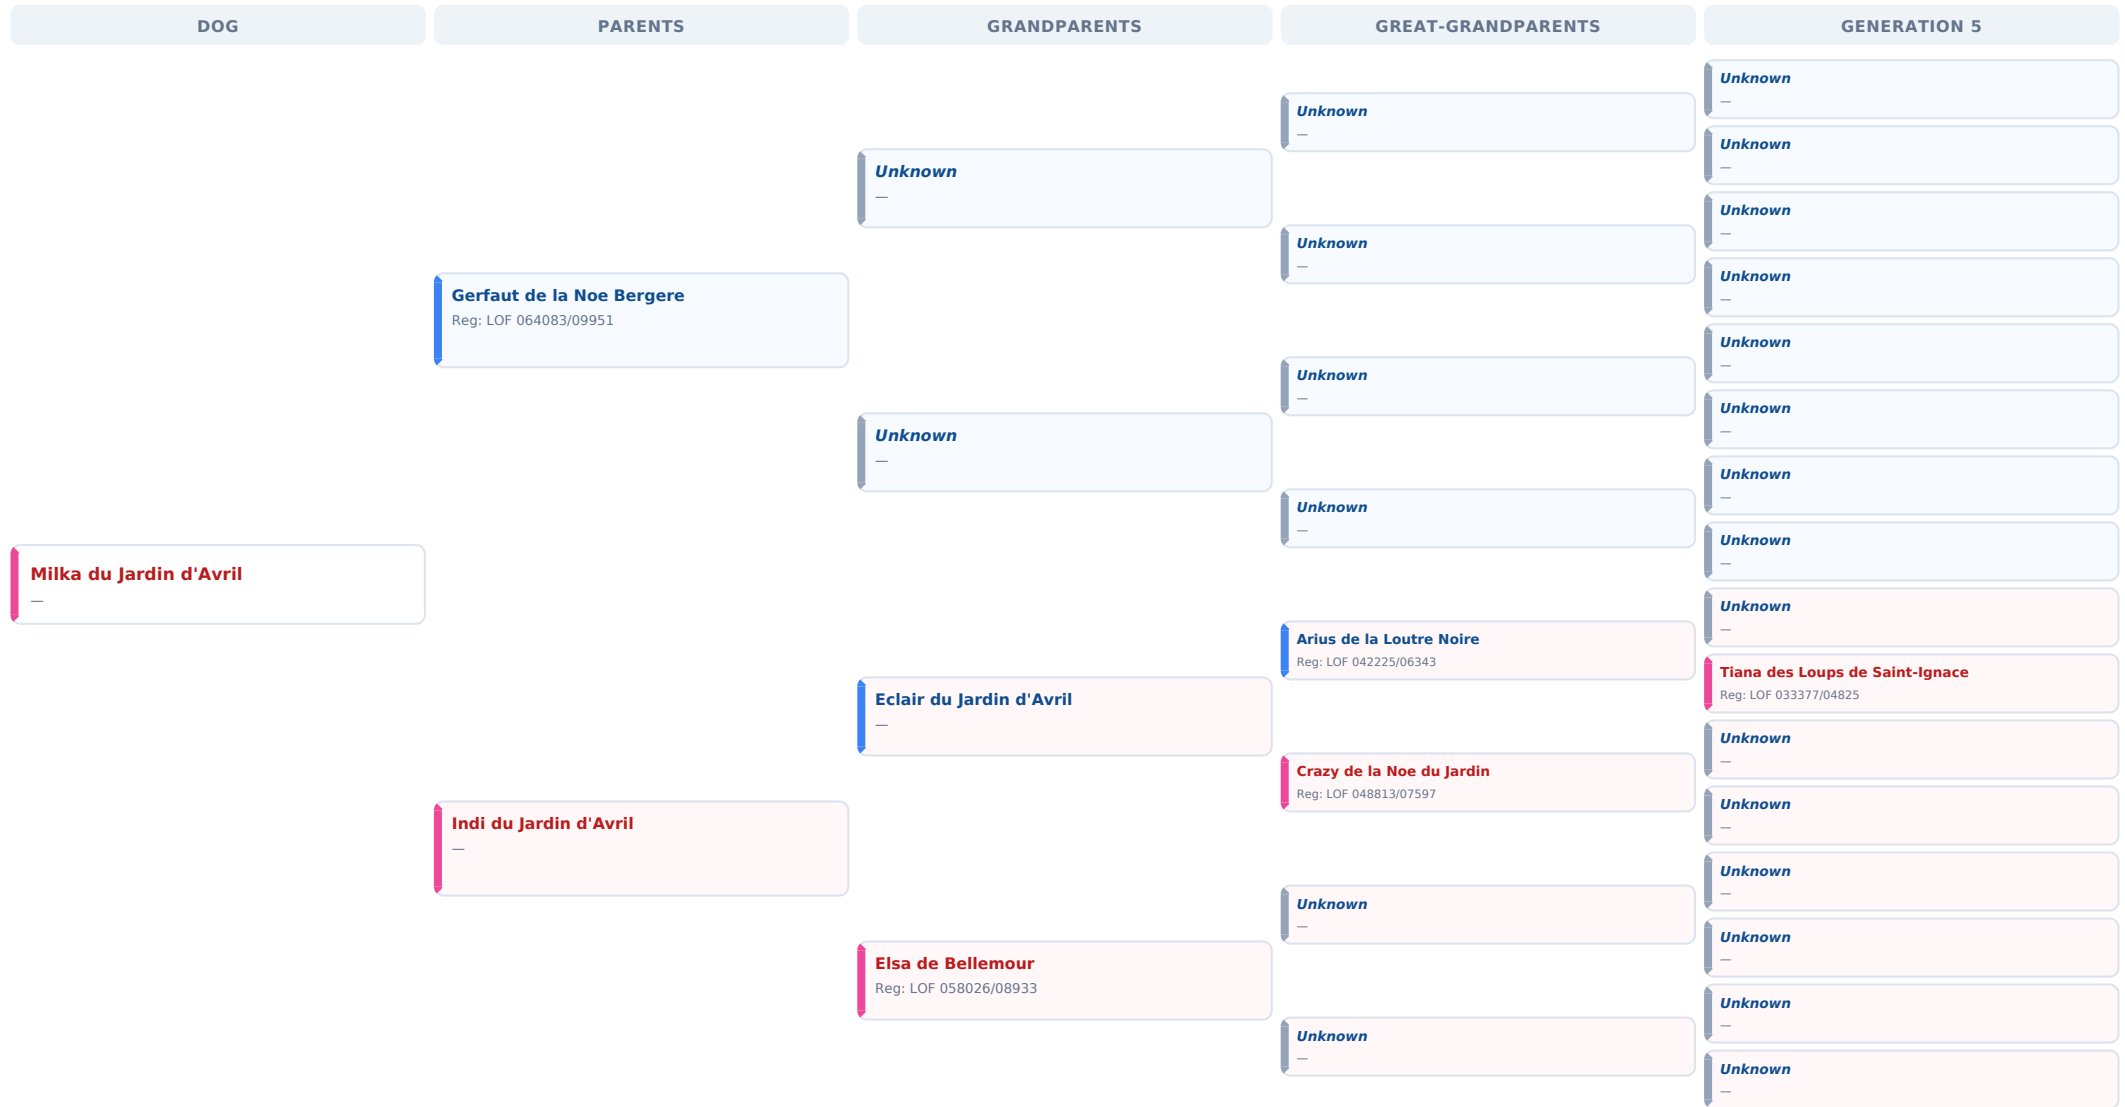 DOG
PARENTS
GRANDPARENTS
GREAT-GRANDPARENTS
GENERATION 5
Milka du Jardin d'Avril
—
Gerfaut de la Noe Bergere
Reg: LOF 064083/09951
Indi du Jardin d'Avril
—
Unknown
—
Unknown
—
Eclair du Jardin d'Avril
—
Elsa de Bellemour
Reg: LOF 058026/08933
Unknown
—
Unknown
—
Unknown
—
Unknown
—
Arius de la Loutre Noire
Reg: LOF 042225/06343
Crazy de la Noe du Jardin
Reg: LOF 048813/07597
Unknown
—
Unknown
—
Unknown
—
Unknown
—
Unknown
—
Unknown
—
Unknown
—
Unknown
—
Unknown
—
Unknown
—
Unknown
—
Tiana des Loups de Saint-Ignace
Reg: LOF 033377/04825
Unknown
—
Unknown
—
Unknown
—
Unknown
—
Unknown
—
Unknown
—